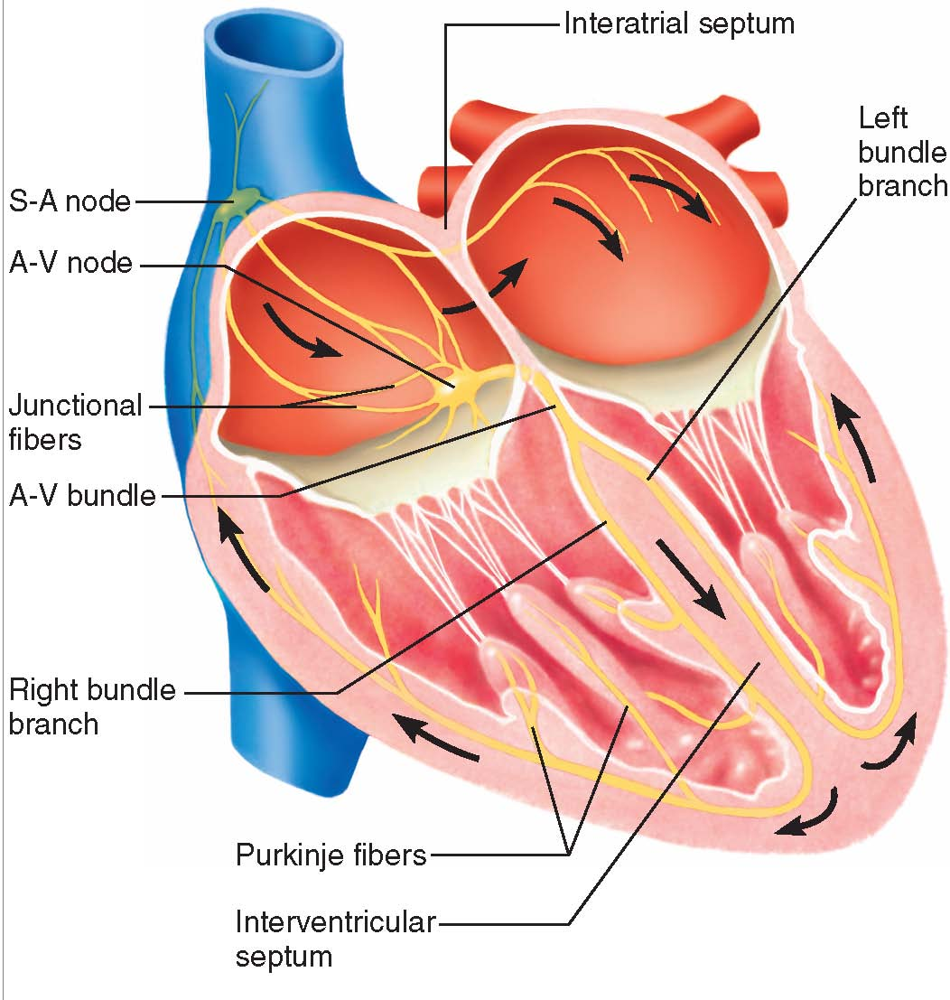 Interatrial septum
Left
bundle
branch
S-A node
A-V node
Junctional
fibers
A-V bundle
Right bundle
branch
Purkinje fibers
Interventricular
septum